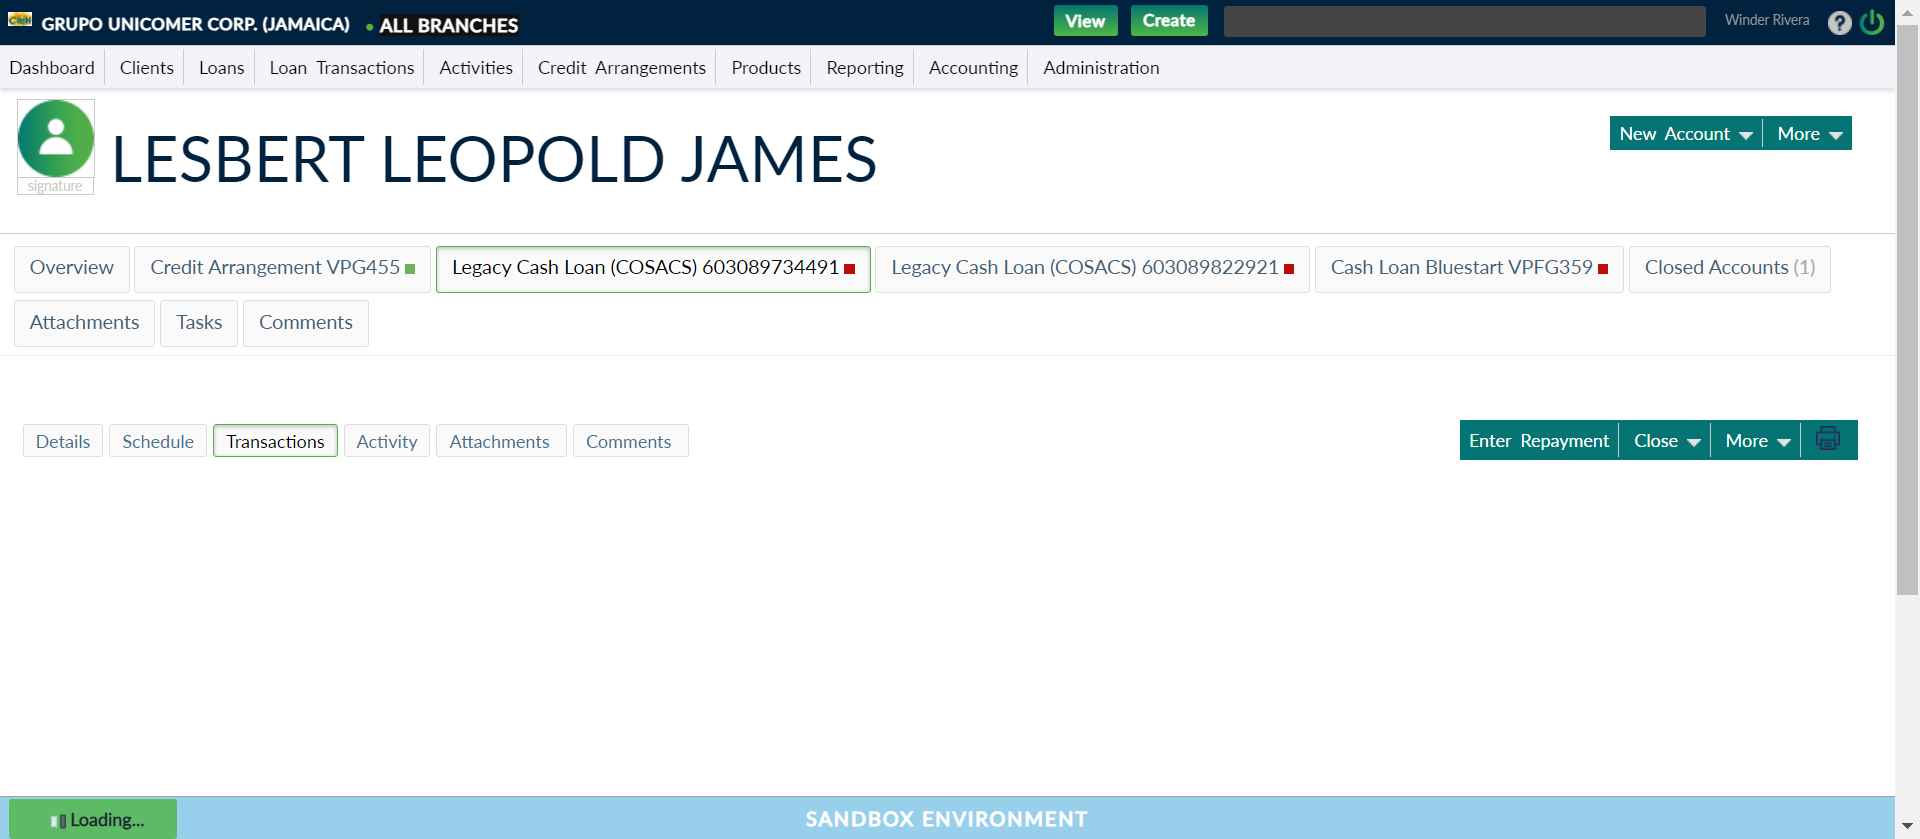 GRUPO UNICOMER CORP. (JAMAICA) • ALL BRANCHES View Create Winder Rivera ?
Dashboard Clients Loans Loan Transactions Activities Credit Arrangements Products Reporting Accounting Administration
signature
LESBERT LEOPOLD JAMES
New Account More
Overview Credit Arrangement VPG455 Legacy Cash Loan (COSACS) 603089734491 Legacy Cash Loan (COSACS) 603089822921 Cash Loan Bluestart VPFG359 Closed Accounts (1)
Attachments Tasks Comments
Details Schedule Transactions Activity Attachments Comments Enter Repayment Close More
Loading... SANDBOX ENVIRONMENT